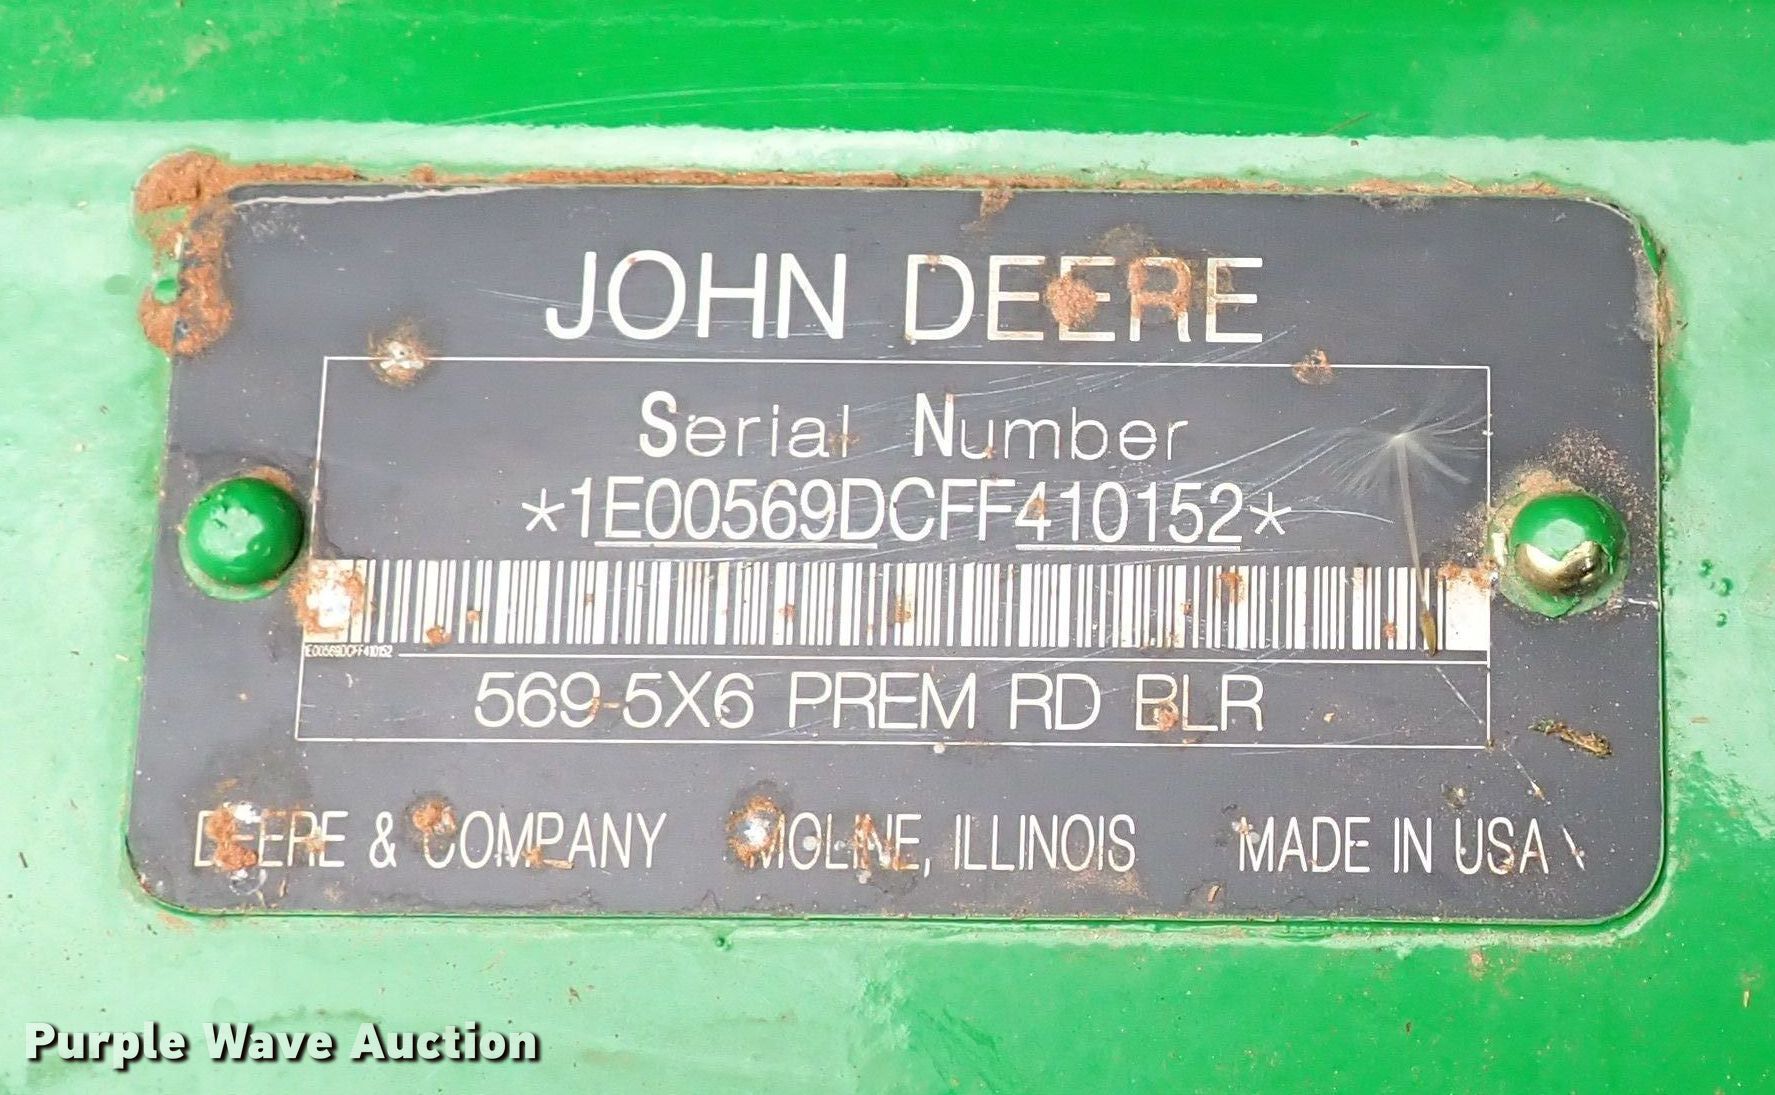 JOHN DEERE
Serial Number
*1E00569DCFF410152*
1E00569DCFF410152
569-5X6 PREM RD BLR
DEERE & COMPANY MOLINE, ILLINOIS MADE IN USA
Purple Wave Auction